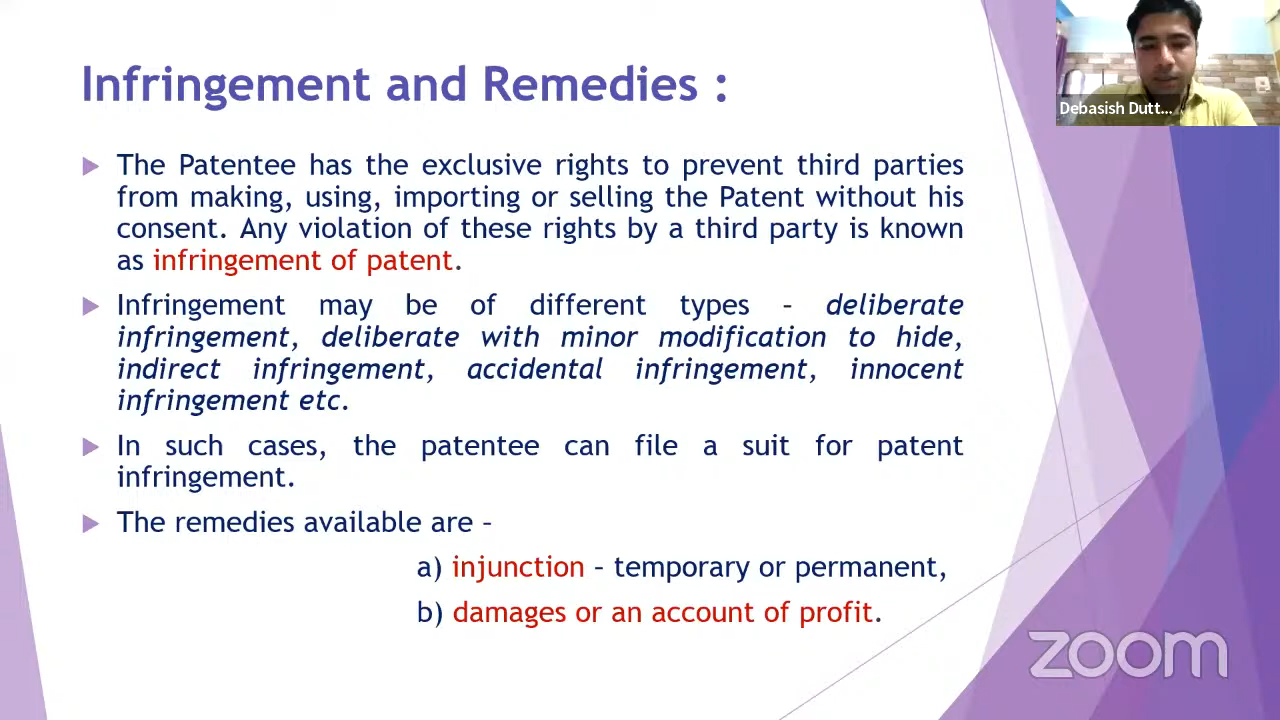 Infringement and Remedies :
Debasish Dutt...
The Patentee has the exclusive rights to prevent third parties
from making, using, importing or selling the Patent without his
consent. Any violation of these rights by a third party is known
as infringement of patent.
Infringement may be of different types – deliberate
infringement, deliberate with minor modification to hide,
indirect infringement, accidental infringement, innocent
infringement etc.
In such cases, the patentee can file a suit for patent
infringement.
The remedies available are –
a) injunction – temporary or permanent,
b) damages or an account of profit.
zoom